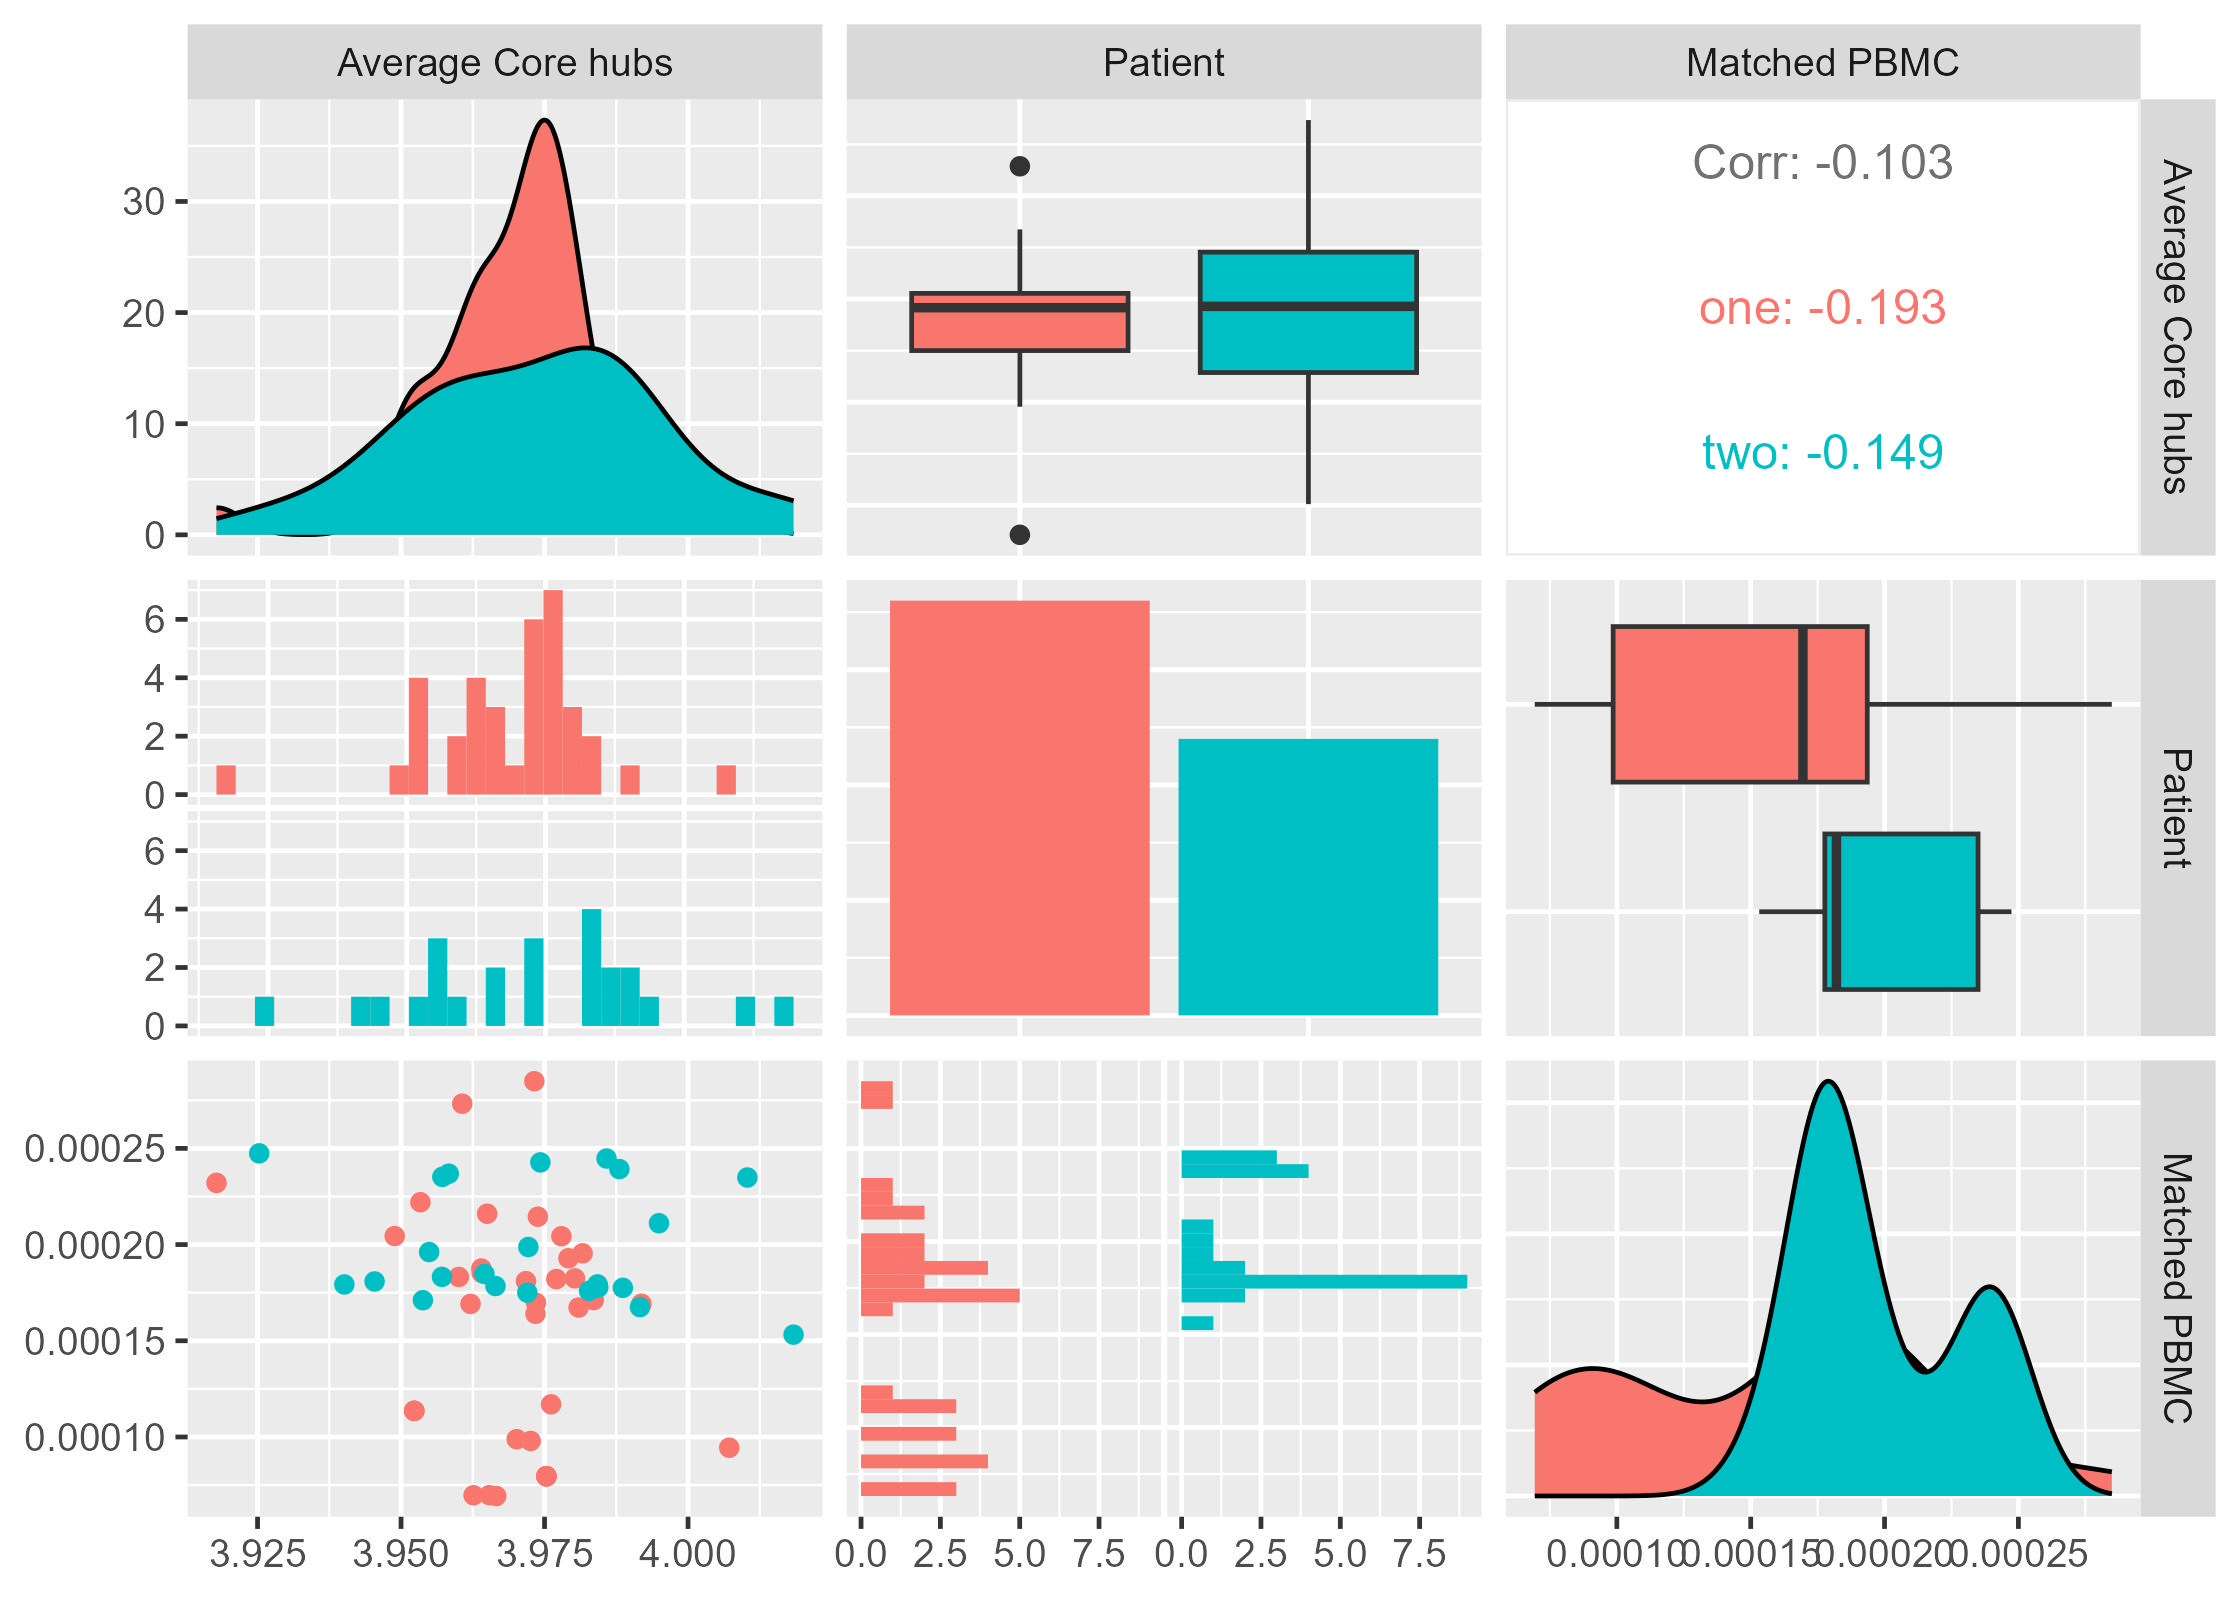 Average Core hubs
Patient
Matched PBMC
30
20
10
0
Corr: -0.103
one: -0.193
two: -0.149
Average Core hubs
6
4
2
0
6
4
2
0
Patient
0.00025
0.00020
0.00015
0.00010
Matched PBMC
3.925 3.950 3.975 4.000
0.0 2.5 5.0 7.5 0.0 2.5 5.0 7.5
0.00010 0.00015 0.00020 0.00025